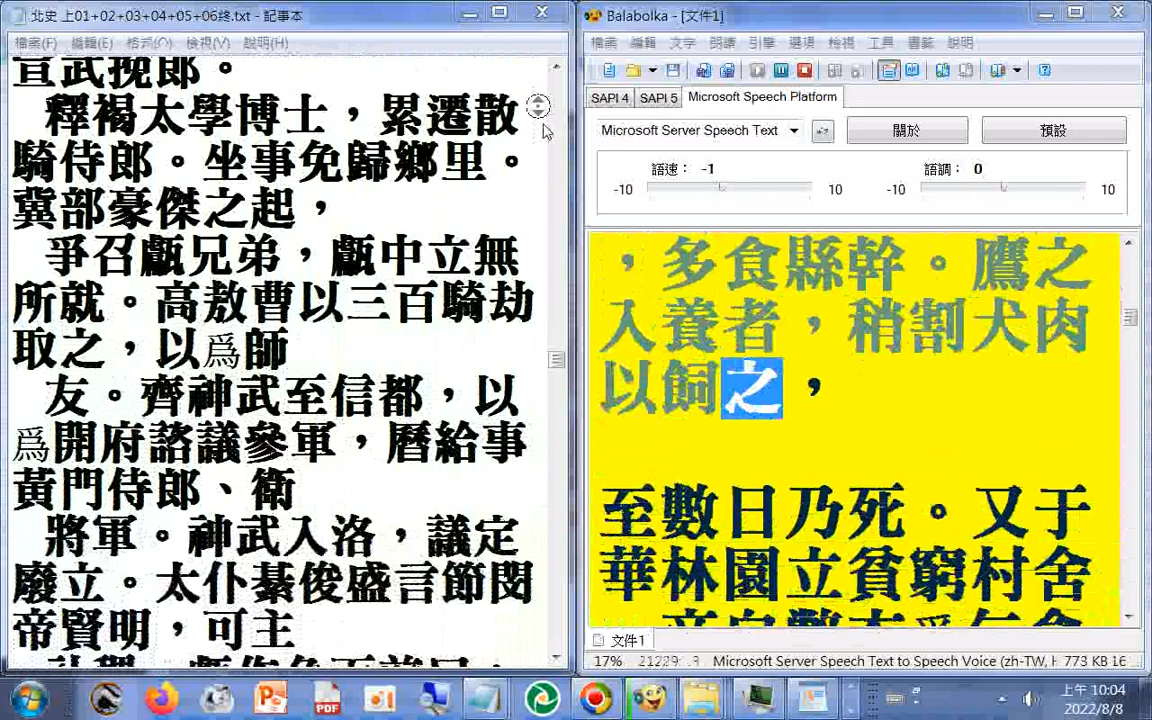 北史 上01+02+03+04+05+06终.txt - 記事本
檔案(F) 編輯(E) 格式(O) 檢視(V) 說明(H)
宣武挽郎。
釋褐太學博士，累遷散
騎侍郎。坐事免歸鄉里。
冀部豪傑之起，
爭召㥜兄弟，㥜中立無
所就。高敖曹以三百騎劫
取之，以爲師
友。齊神武至信都，以
爲開府諮議參軍，曆給事
黃門侍郎、衛
將軍。神武入洛，議定
廢立。太仆綦俊盛言節閔
帝賢明，可主
Balabolka - [文件1]
檔案 編輯 文字 朗讀 引擎 選項 檢視 工具 書籤 說明
SAPI 4 SAPI 5 Microsoft Speech Platform
Microsoft Server Speech Text 關於 預設
語速： -1 語調： 0
-10 10 -10 10
，多食縣幹。鷹之
入養者，稍割犬肉
以飼之，
至數日乃死。又于
華林園立貧窮村舍
文件1
17% Microsoft Server Speech Text to Speech Voice (zh-TW, H 773 KB 16
上午 10:04
2022/8/8